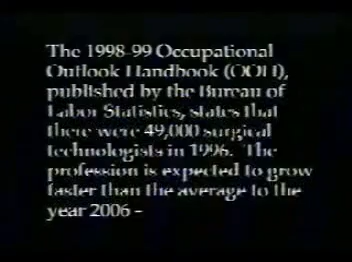 The 1998-99 Occupational
Outlook Handbook (OOH),
published by the Bureau of
Labor Statistics, states that
there were 49,000 surgical
technologists in 1996.  The
profession is expected to grow
faster than the average to the
year 2006 -